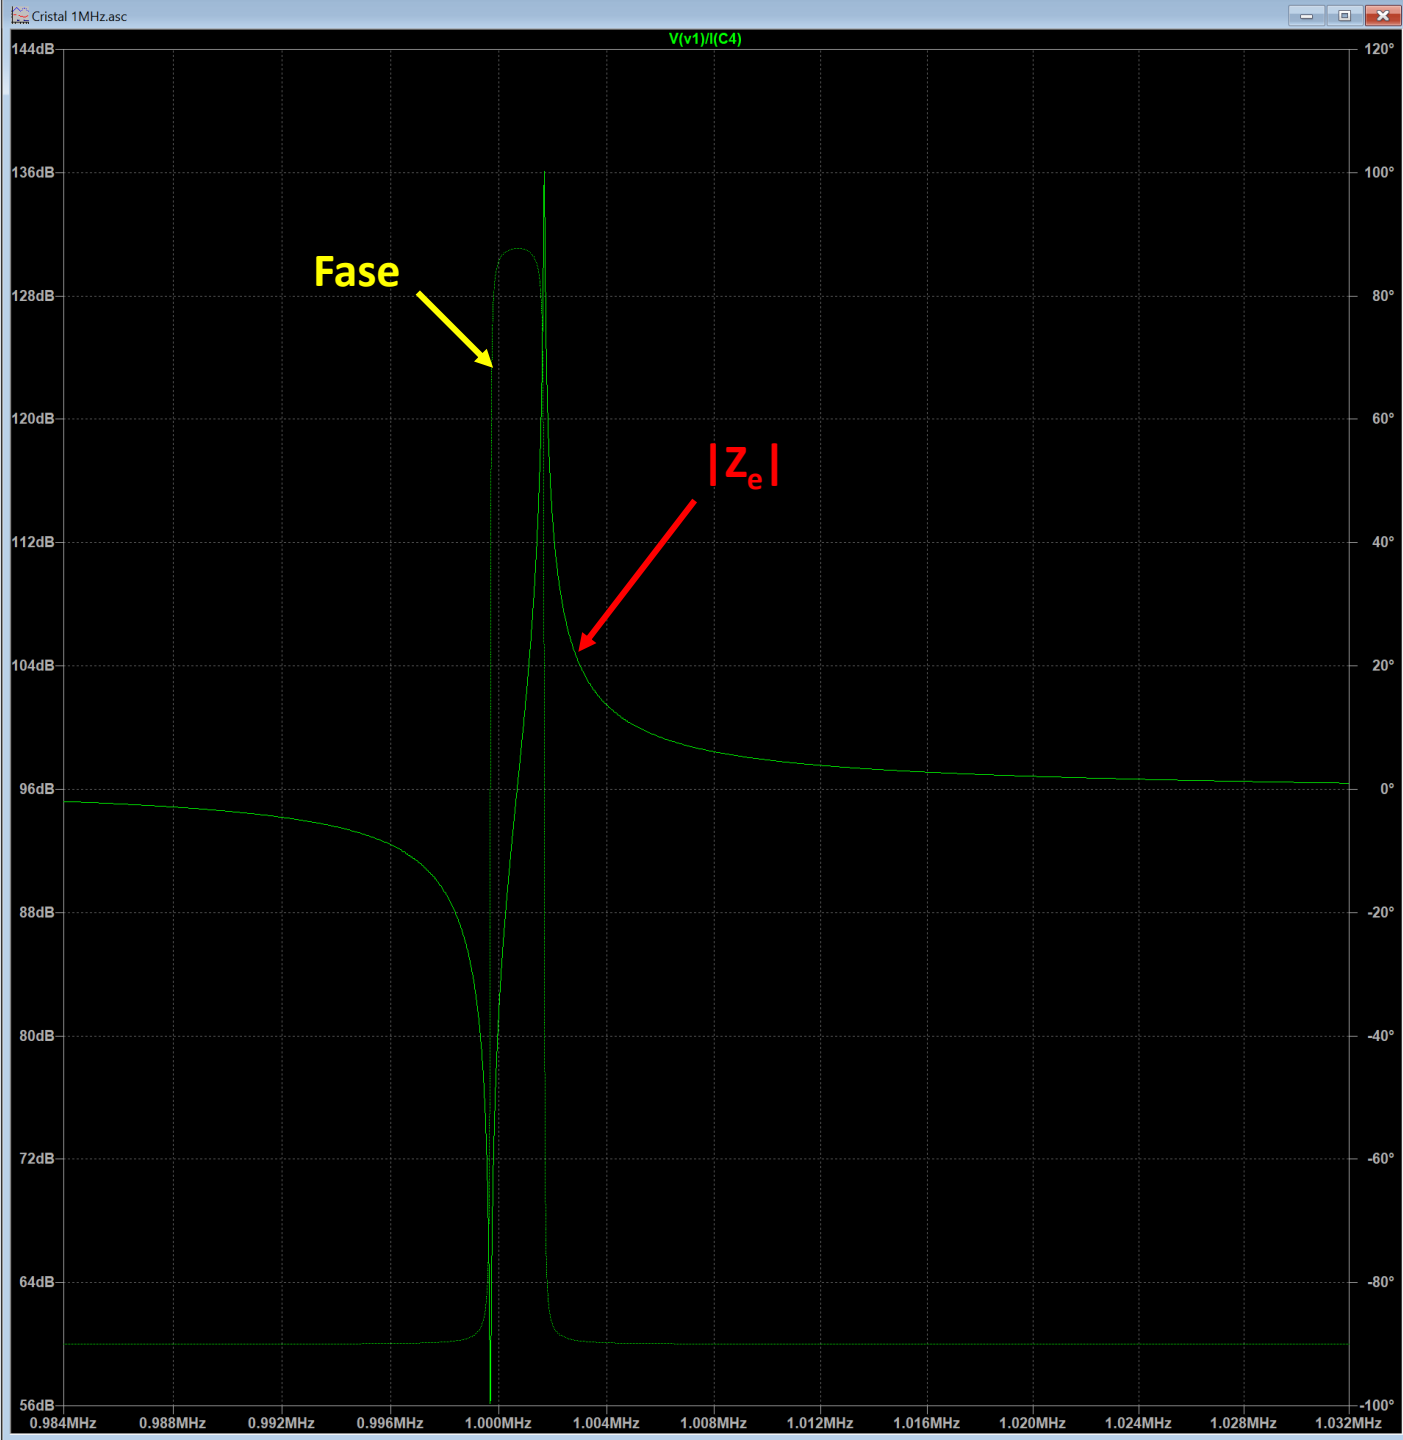 Cristal 1MHz.asc
V(v1)/I(C4)
144dB 120°
136dB 100°
Fase
128dB 80°
120dB 60°
|Ze|
112dB 40°
104dB 20°
96dB 0°
88dB -20°
80dB -40°
72dB -60°
64dB -80°
56dB -100°
0.984MHz 0.988MHz 0.992MHz 0.996MHz 1.000MHz 1.004MHz 1.008MHz 1.012MHz 1.016MHz 1.020MHz 1.024MHz 1.028MHz 1.032MHz